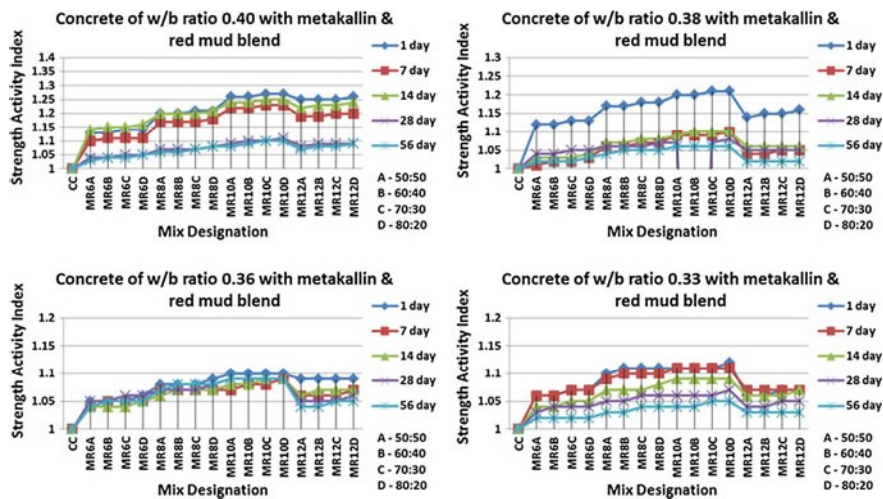 Concrete of w/b ratio 0.40 with metakallin &
red mud blend
Strength Activity Index
1.4
1.35
1.3
1.25
1.2
1.15
1.1
1.05
1
CC
MR6A
MR6B
MR6C
MR6D
MR8A
MR8B
MR8C
MR8D
MR10A
MR10B
MR10C
MR10D
MR12A
MR12B
MR12C
MR12D
Mix Designation
1 day
7 day
14 day
28 day
56 day
A - 50:50
B - 60:40
C - 70:30
D - 80:20
Concrete of w/b ratio 0.38 with metakallin &
red mud blend
Strength Activity Index
1.3
1.25
1.2
1.15
1.1
1.05
1
CC
MR6A
MR6B
MR6C
MR6D
MR8A
MR8B
MR8C
MR8D
MR10A
MR10B
MR10C
MR10D
MR12A
MR12B
MR12C
MR12D
Mix Designation
1 day
7 day
14 day
28 day
56 day
A - 50:50
B - 60:40
C - 70:30
D - 80:20
Concrete of w/b ratio 0.36 with metakallin &
red mud blend
Strength Activity Index
1.2
1.15
1.1
1.05
1
CC
MR6A
MR6B
MR6C
MR6D
MR8A
MR8B
MR8C
MR8D
MR10A
MR10B
MR10C
MR10D
MR12A
MR12B
MR12C
MR12D
Mix Designation
1 day
7 day
14 day
28 day
56 day
A - 50:50
B - 60:40
C - 70:30
D - 80:20
Concrete of w/b ratio 0.33 with metakallin &
red mud blend
Strength Activity Index
1.2
1.15
1.1
1.05
1
CC
MR6A
MR6B
MR6C
MR6D
MR8A
MR8B
MR8C
MR8D
MR10A
MR10B
MR10C
MR10D
MR12A
MR12B
MR12C
MR12D
Mix Designation
1 day
7 day
14 day
28 day
56 day
A - 50:50
B - 60:40
C - 70:30
D - 80:20